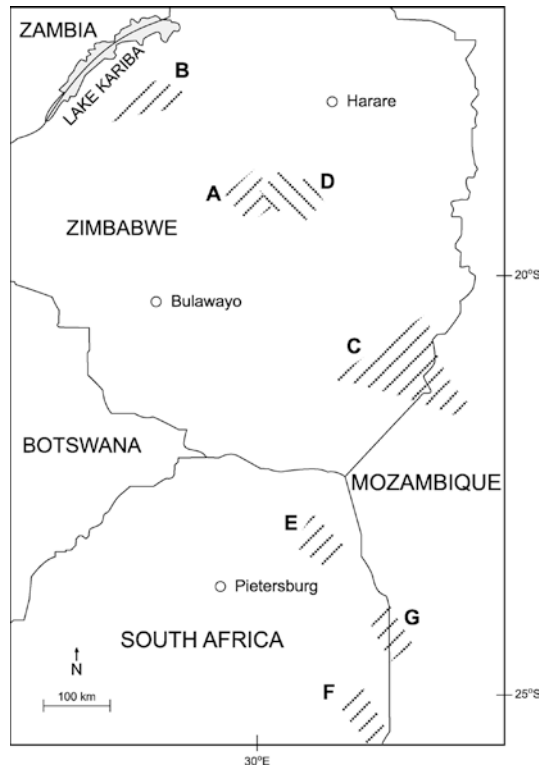 ZAMBIA
LAKE KARIBA
B
Harare
A
D
ZIMBABWE
20°S
Bulawayo
C
BOTSWANA
MOZAMBIQUE
E
Pietersburg
G
SOUTH AFRICA
N
F
100 km
25°S
30°E